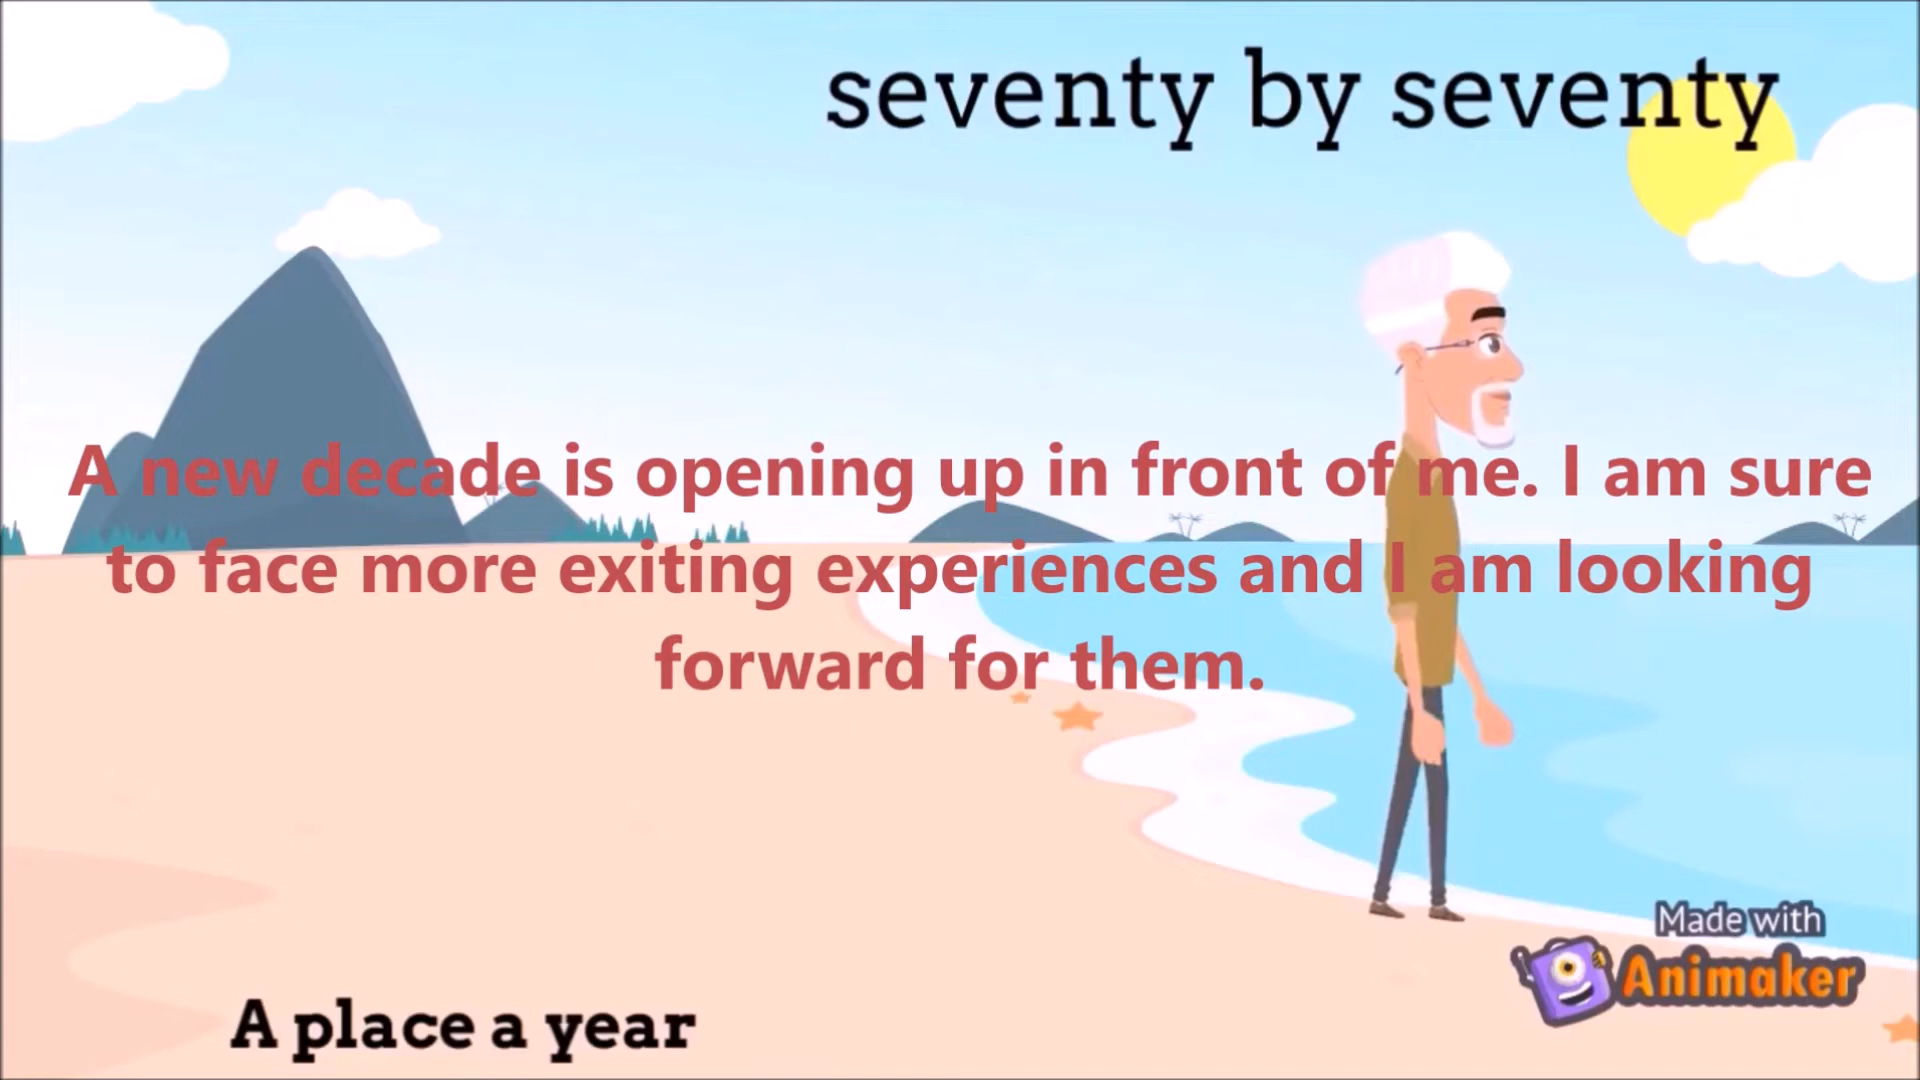 seventy by seventy
A new decade is opening up in front of me. I am sure
to face more exiting experiences and I am looking
forward for them.
Made with
Animaker
A place a year